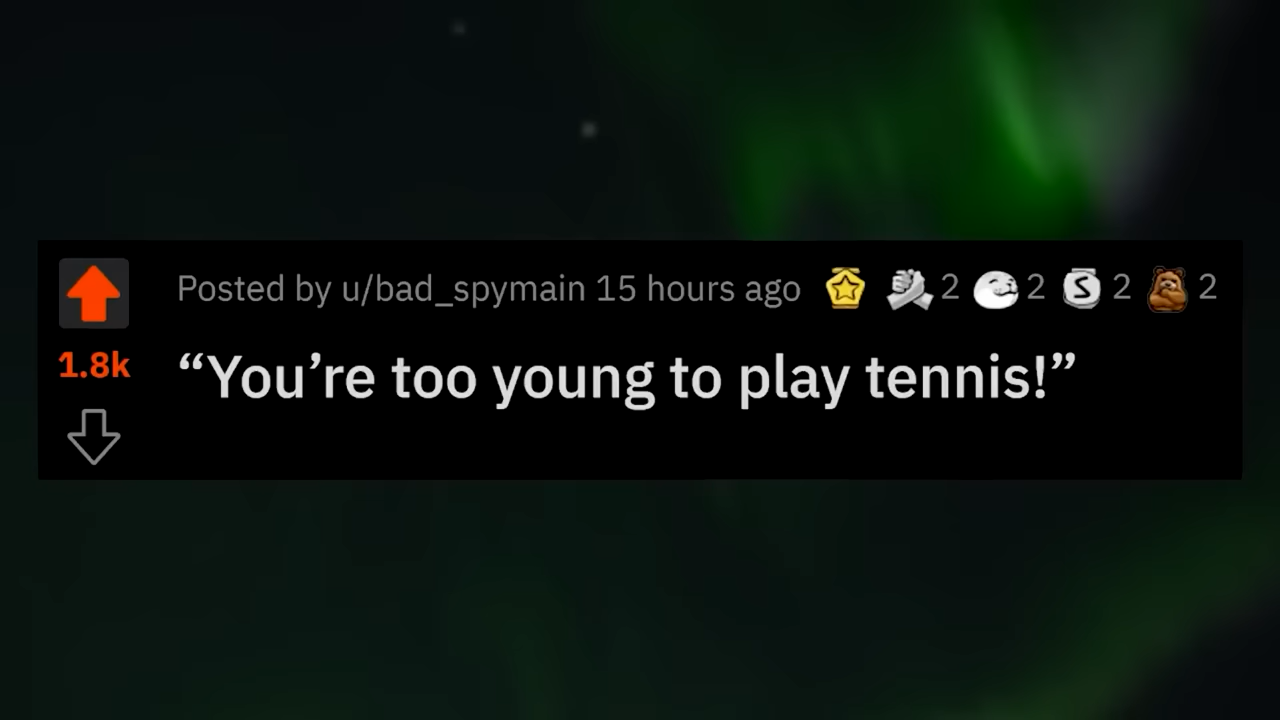 Posted by u/bad_spymain 15 hours ago 2 2 S 2 2
1.8k
“You’re too young to play tennis!”